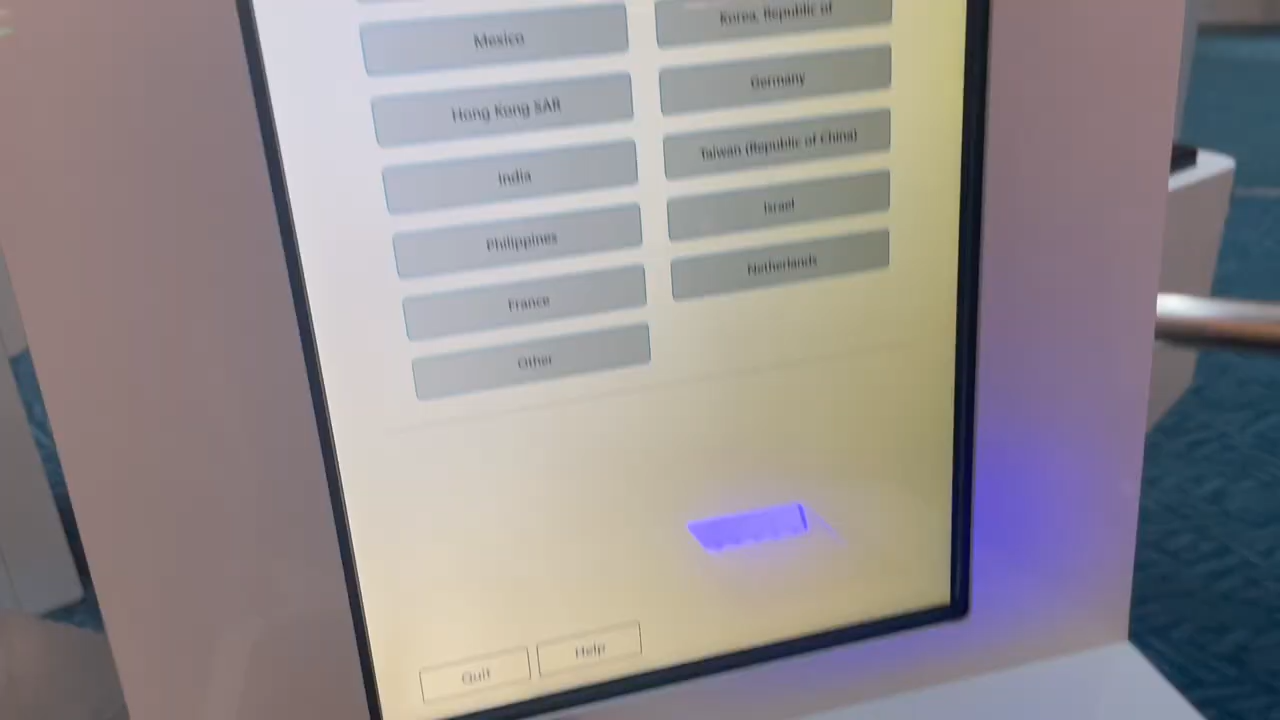 Mexico
Korea, Republic of
Hong Kong SAR
Germany
India
Taiwan (Republic of China)
Philippines
Israel
France
Netherlands
Other
Quit
Help